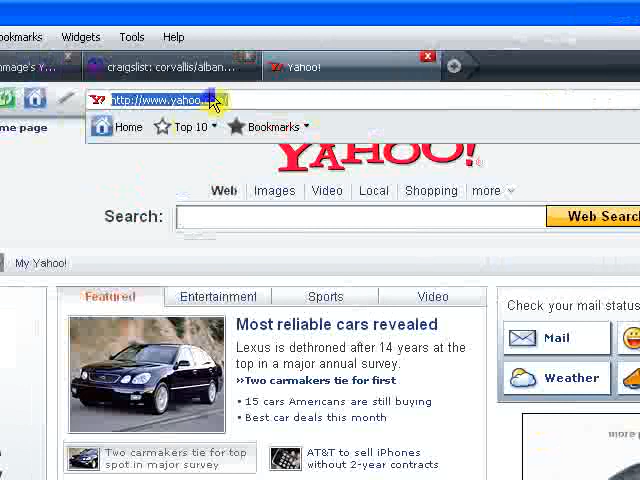 ookmarks Widgets Tools Help
mage's Y... craigslist: corvallis/alban... Yahoo!
http://www.yahoo.
me page Home Top 10 Bookmarks
YAHOO!
Web Images Video Local Shopping more
Search: Web Searc
My Yahoo!
Featured Entertainment Sports Video
Check your mail status
Most reliable cars revealed
Lexus is dethroned after 14 years at the
top in a major annual survey.
»Two carmakers tie for first
• 15 cars Americans are still buying
• Best car deals this month
Mail
Weather
Two carmakers tie for top
spot in major survey
AT&T to sell iPhones
without 2-year contracts
more